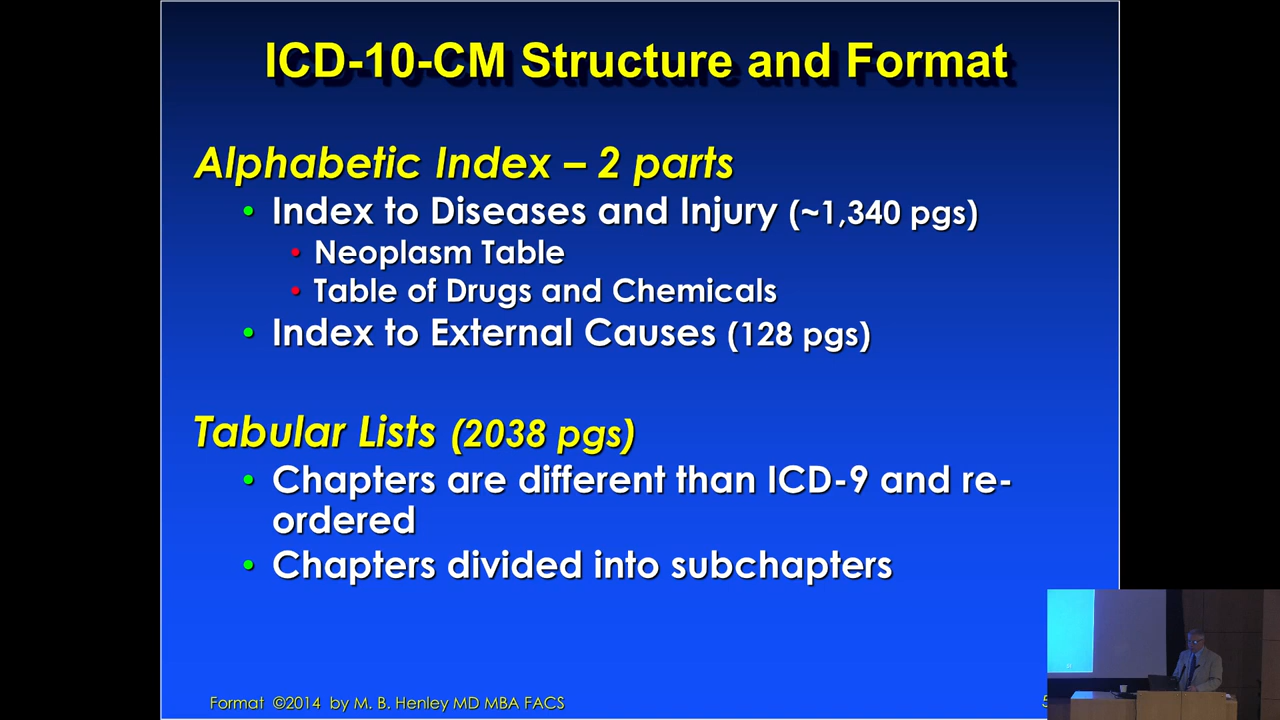 ICD-10-CM Structure and Format
Alphabetic Index – 2 parts
• Index to Diseases and Injury (~1,340 pgs)
• Neoplasm Table
• Table of Drugs and Chemicals
• Index to External Causes (128 pgs)
Tabular Lists (2038 pgs)
• Chapters are different than ICD-9 and re-
ordered
• Chapters divided into subchapters
Format ©2014 by M. B. Henley MD MBA FACS